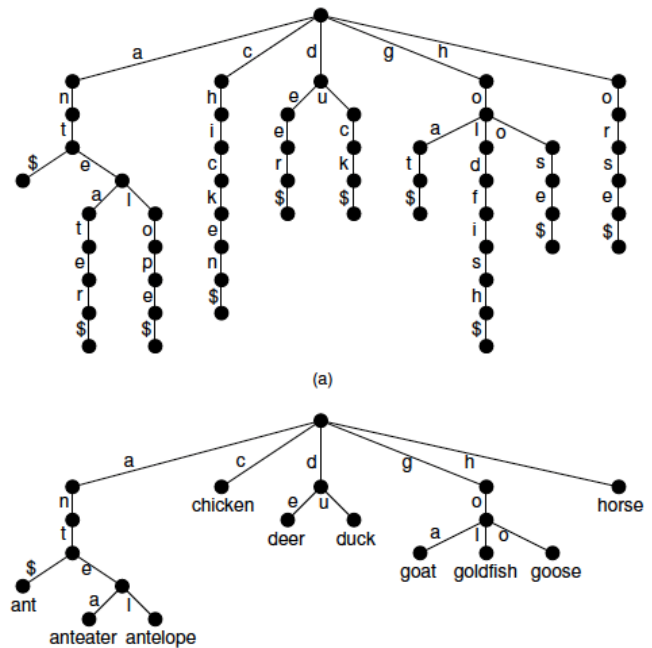 a c d g h
n h e u o o
t i e c a l o r
$ e c r k t d s s
a l k $ $ $ f e e
t o e i $ $
e p n s
r e $ h
$ $ $
(a)
a c d g h
n chicken e u o horse
t deer duck a l o
$ e goat goldfish goose
ant a l
anteater antelope